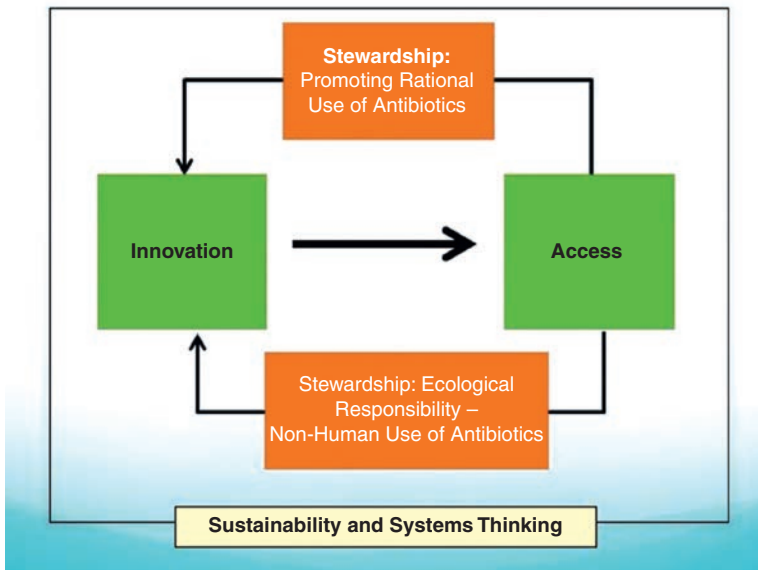 Stewardship:
Promoting Rational
Use of Antibiotics
Innovation
Access
Stewardship: Ecological
Responsibility –
Non-Human Use of Antibiotics
Sustainability and Systems Thinking